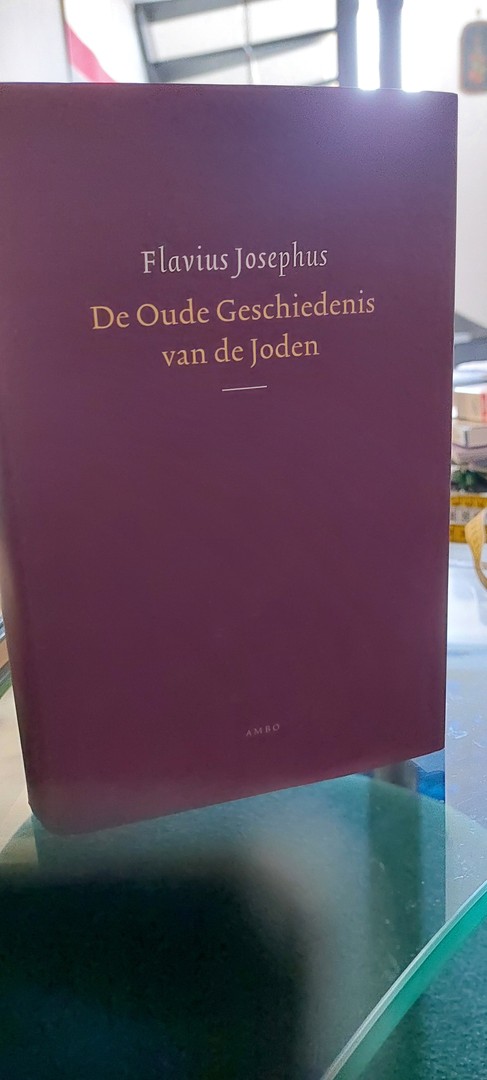 Flavius Josephus
De Oude Geschiedenis
van de Joden
AMBO